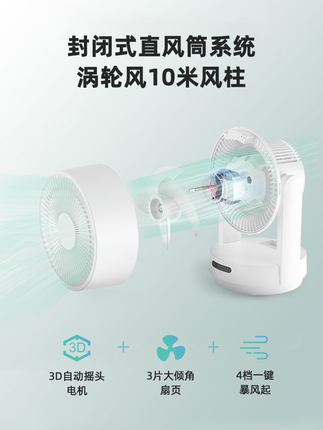 封闭式直风筒系统
涡轮风10米风柱
3D
3D自动摇头
电机
+
3片大倾角
扇页
+
4档一键
暴风起